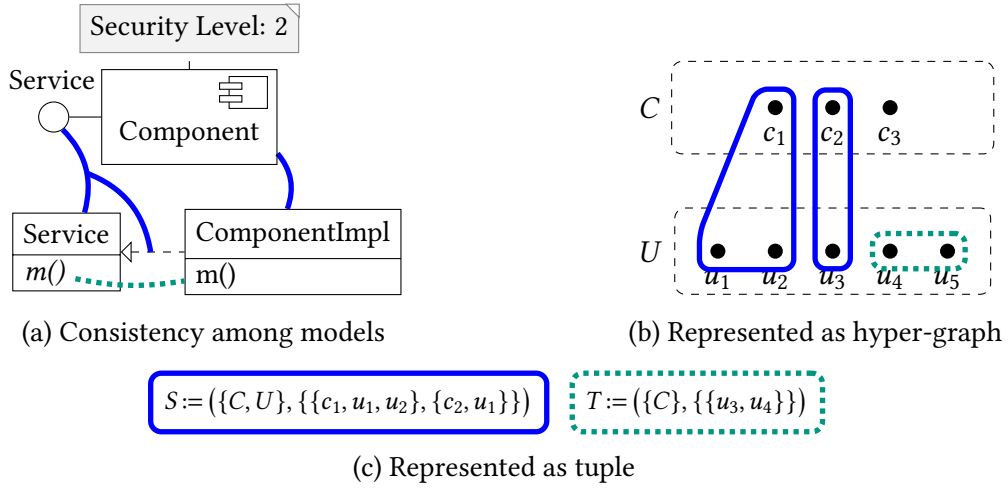 Security Level: 2
Service
Component
Service
m()
ComponentImpl
m()
(a) Consistency among models
C
c₁ c₂ c₃
U
u₁ u₂ u₃ u₄ u₅
(b) Represented as hyper-graph
S := ({C, U}, {{c₁, u₁, u₂}, {c₂, u₁}})
T := ({C}, {{u₃, u₄}})
(c) Represented as tuple